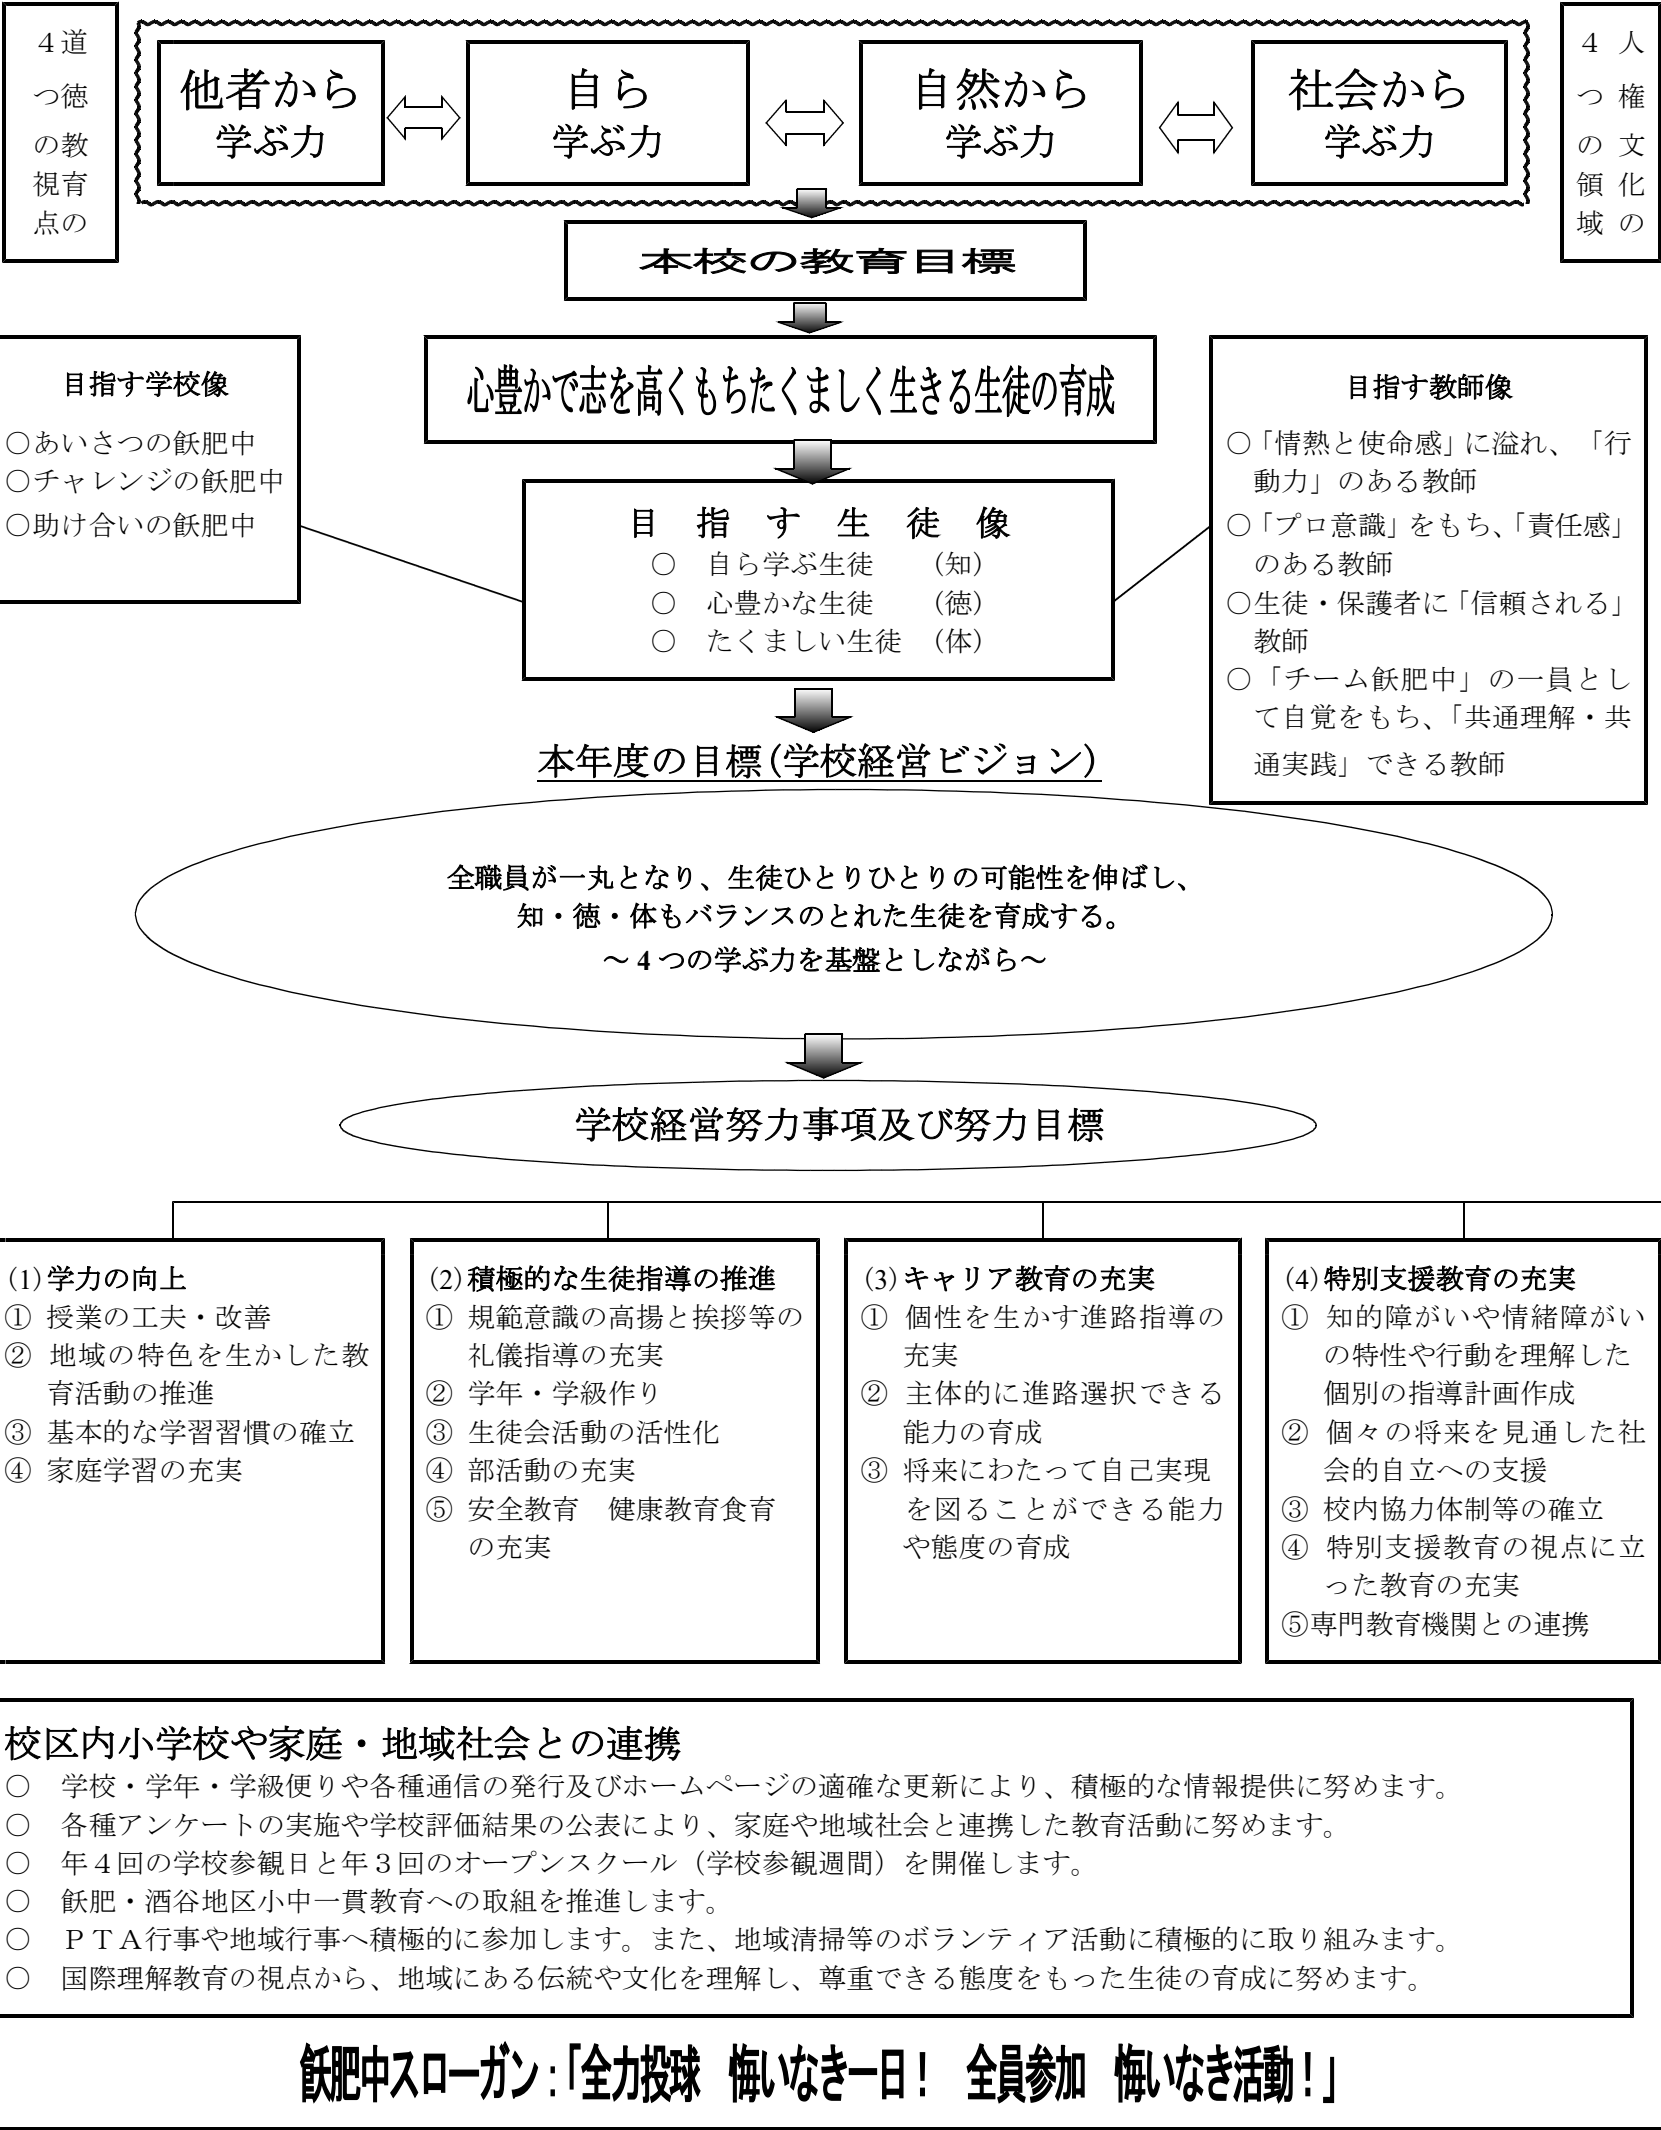 道徳教育の
４つの視点
他者から
学ぶ力
自ら
学ぶ力
自然から
学ぶ力
社会から
学ぶ力
人権文化の
４つの領域
本校の教育目標
心豊かで志を高くもちたくましく生きる生徒の育成
目指す学校像
○あいさつの飫肥中
○チャレンジの飫肥中
○助け合いの飫肥中
目　指　す　生　徒　像
○　自ら学ぶ生徒　　（知）
○　心豊かな生徒　　（徳）
○　たくましい生徒　（体）
目指す教師像
○「情熱と使命感」に溢れ、「行
動力」のある教師
○「プロ意識」をもち、「責任感」
のある教師
○生徒・保護者に「信頼される」
教師
○「チーム飫肥中」の一員とし
て自覚をもち、「共通理解・共
通実践」できる教師
本年度の目標(学校経営ビジョン)
全職員が一丸となり、生徒ひとりひとりの可能性を伸ばし、
知・徳・体もバランスのとれた生徒を育成する。
～４つの学ぶ力を基盤としながら～
学校経営努力事項及び努力目標
(1)学力の向上
① 授業の工夫・改善
② 地域の特色を生かした教
育活動の推進
③ 基本的な学習習慣の確立
④ 家庭学習の充実
(2)積極的な生徒指導の推進
① 規範意識の高揚と挨拶等の
礼儀指導の充実
② 学年・学級作り
③ 生徒会活動の活性化
④ 部活動の充実
⑤ 安全教育　健康教育食育
の充実
(3)キャリア教育の充実
① 個性を生かす進路指導の
充実
② 主体的に進路選択できる
能力の育成
③ 将来にわたって自己実現
を図ることができる能力
や態度の育成
(4)特別支援教育の充実
① 知的障がいや情緒障がい
の特性や行動を理解した
個別の指導計画作成
② 個々の将来を見通した社
会的自立への支援
③ 校内協力体制等の確立
④ 特別支援教育の視点に立
った教育の充実
⑤専門教育機関との連携
校区内小学校や家庭・地域社会との連携
○　学校・学年・学級便りや各種通信の発行及びホームページの適確な更新により、積極的な情報提供に努めます。
○　各種アンケートの実施や学校評価結果の公表により、家庭や地域社会と連携した教育活動に努めます。
○　年４回の学校参観日と年３回のオープンスクール（学校参観週間）を開催します。
○　飫肥・酒谷地区小中一貫教育への取組を推進します。
○　ＰＴＡ行事や地域行事へ積極的に参加します。また、地域清掃等のボランティア活動に積極的に取り組みます。
○　国際理解教育の視点から、地域にある伝統や文化を理解し、尊重できる態度をもった生徒の育成に努めます。
飫肥中スローガン：「全力投球　悔いなき一日！　全員参加　悔いなき活動！」